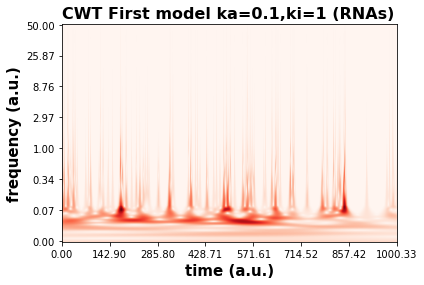 CWT First model ka=0.1,ki=1 (RNAs)
50.00
25.87
8.76
2.97
1.00
0.34
0.07
0.00
frequency (a.u.)
0.00 142.90 285.80 428.71 571.61 714.52 857.42 1000.33
time (a.u.)